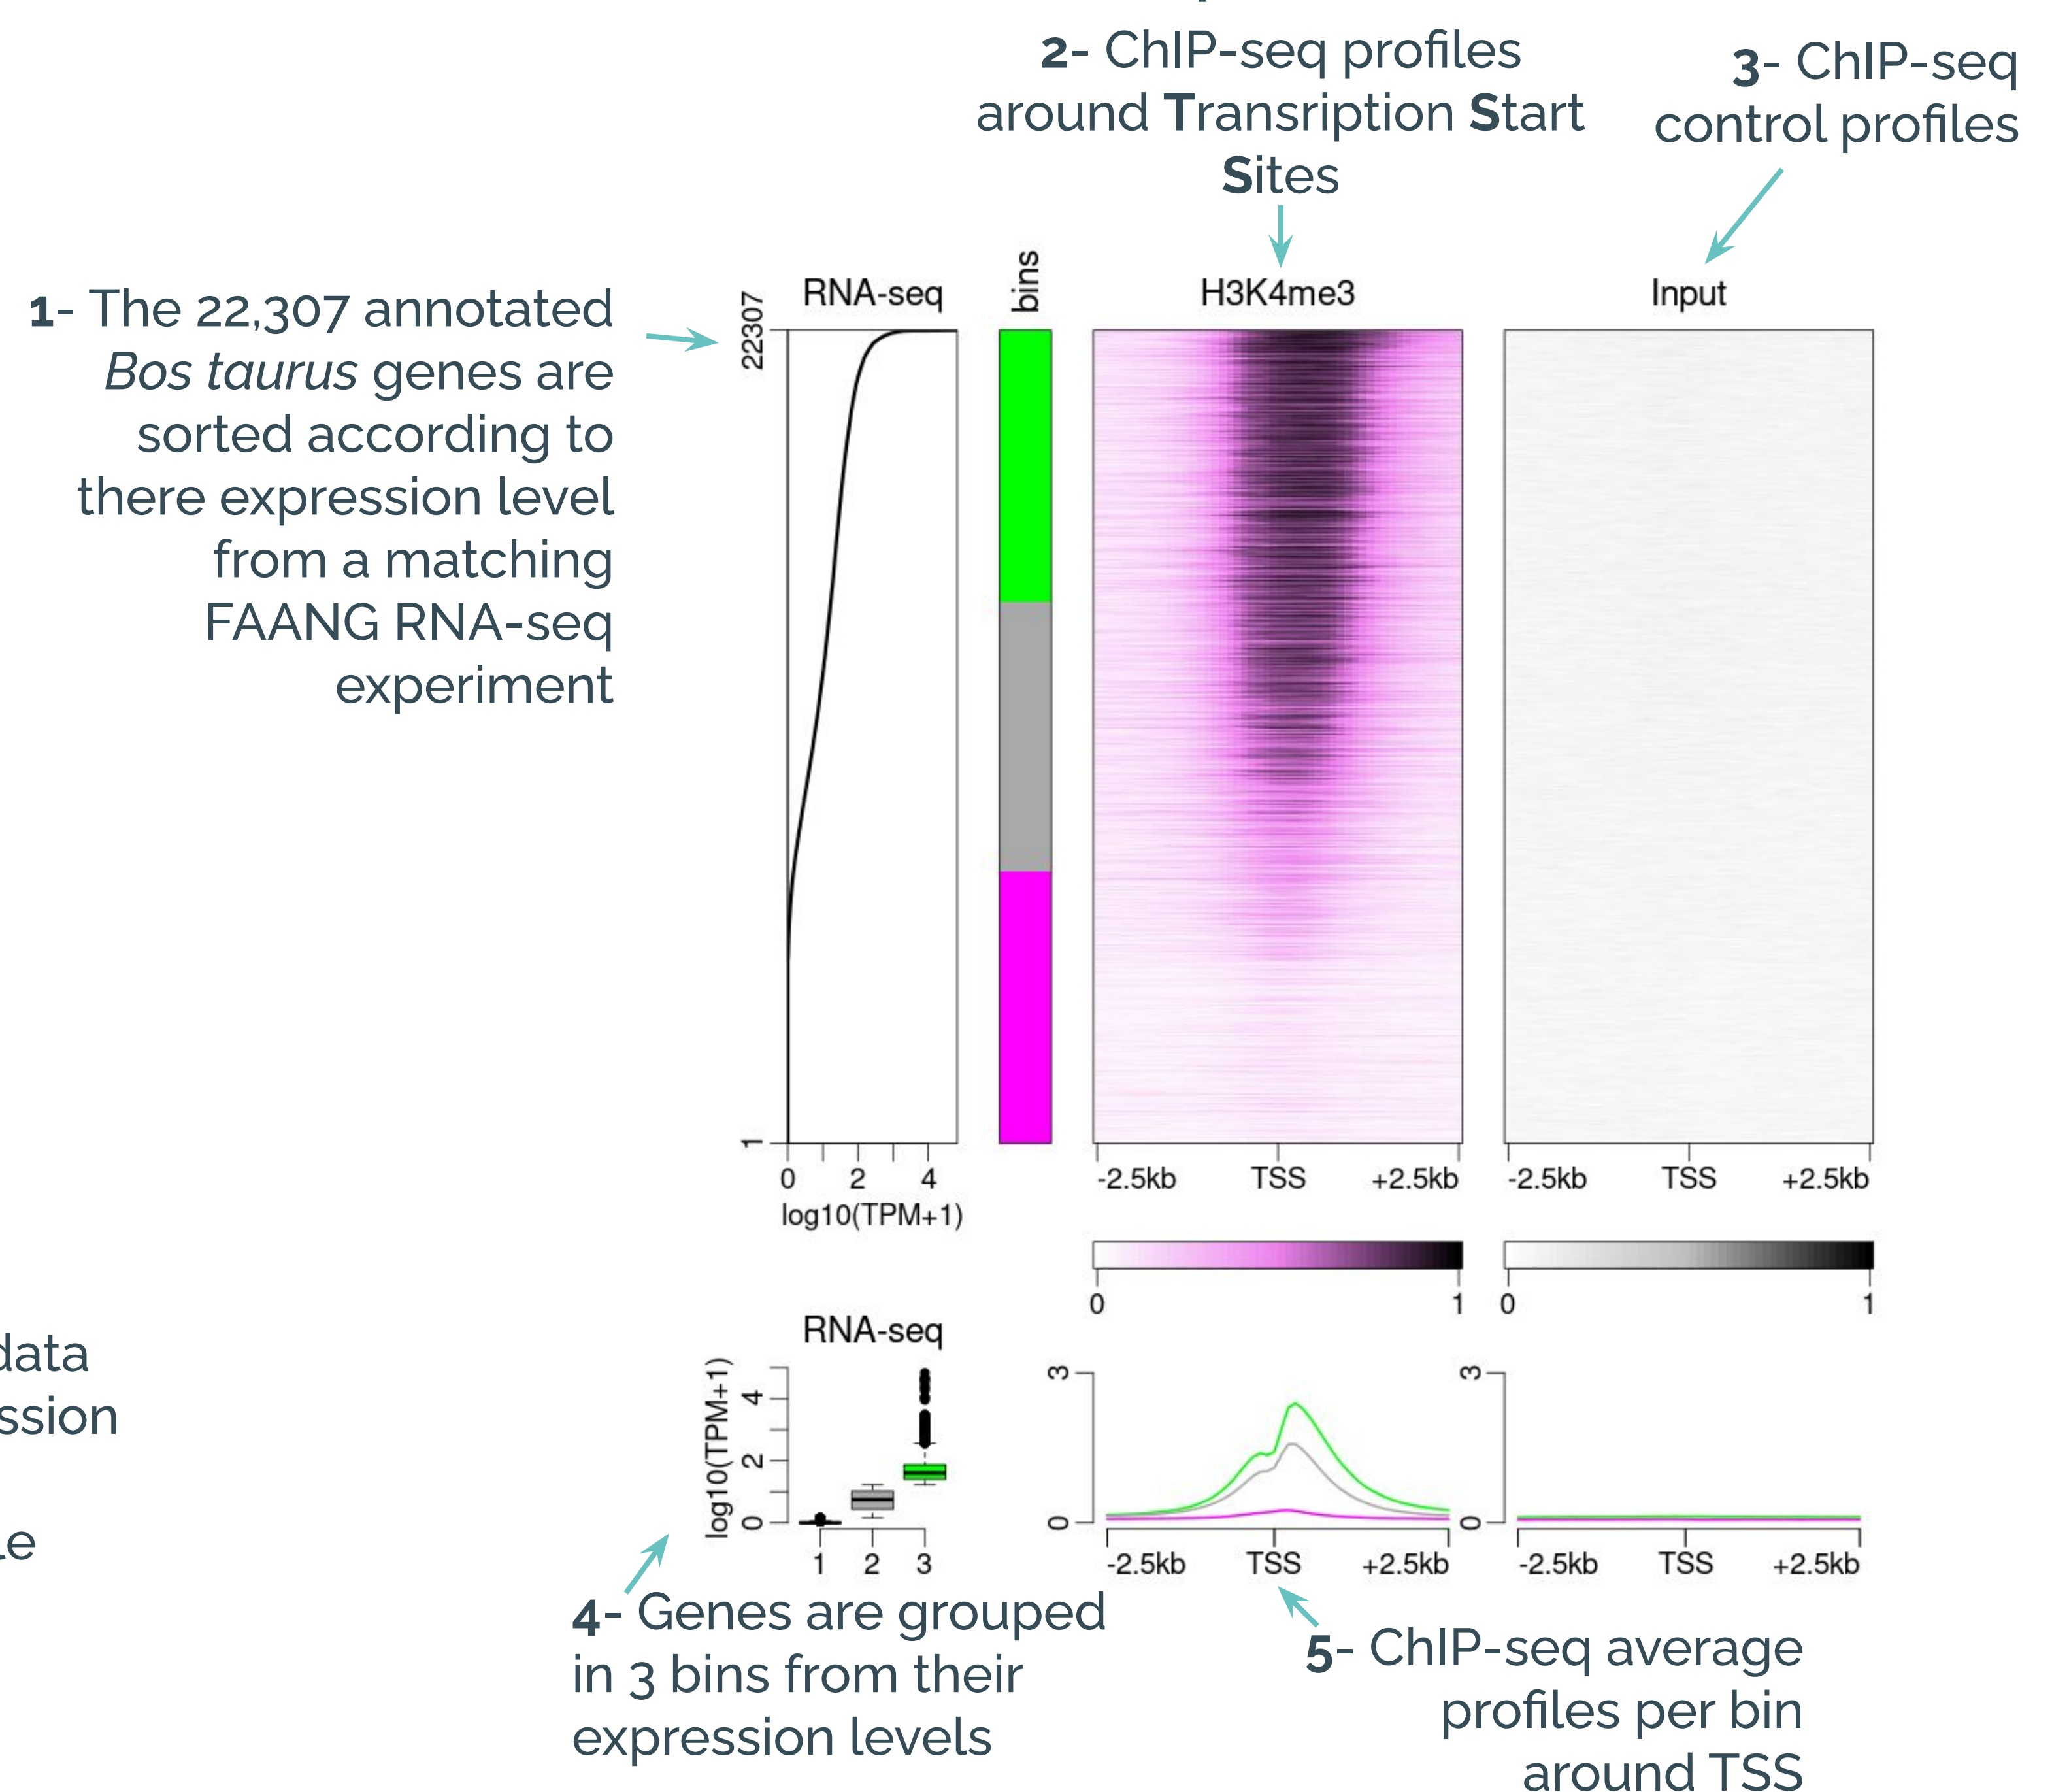 2- ChIP-seq profiles
around Transription Start
Sites
3- ChIP-seq
control profiles
1- The 22,307 annotated
Bos taurus genes are
sorted according to
there expression level
from a matching
FAANG RNA-seq
experiment
RNA-seq
bins
H3K4me3
Input
22307
1
0 2 4
log10(TPM+1)
-2.5kb TSS +2.5kb
-2.5kb TSS +2.5kb
0 1
0 1
data
ssion
le
RNA-seq
log10(TPM+1)
0 2 4
1 2 3
3
0
-2.5kb TSS +2.5kb
3
0
-2.5kb TSS +2.5kb
4- Genes are grouped
in 3 bins from their
expression levels
5- ChIP-seq average
profiles per bin
around TSS